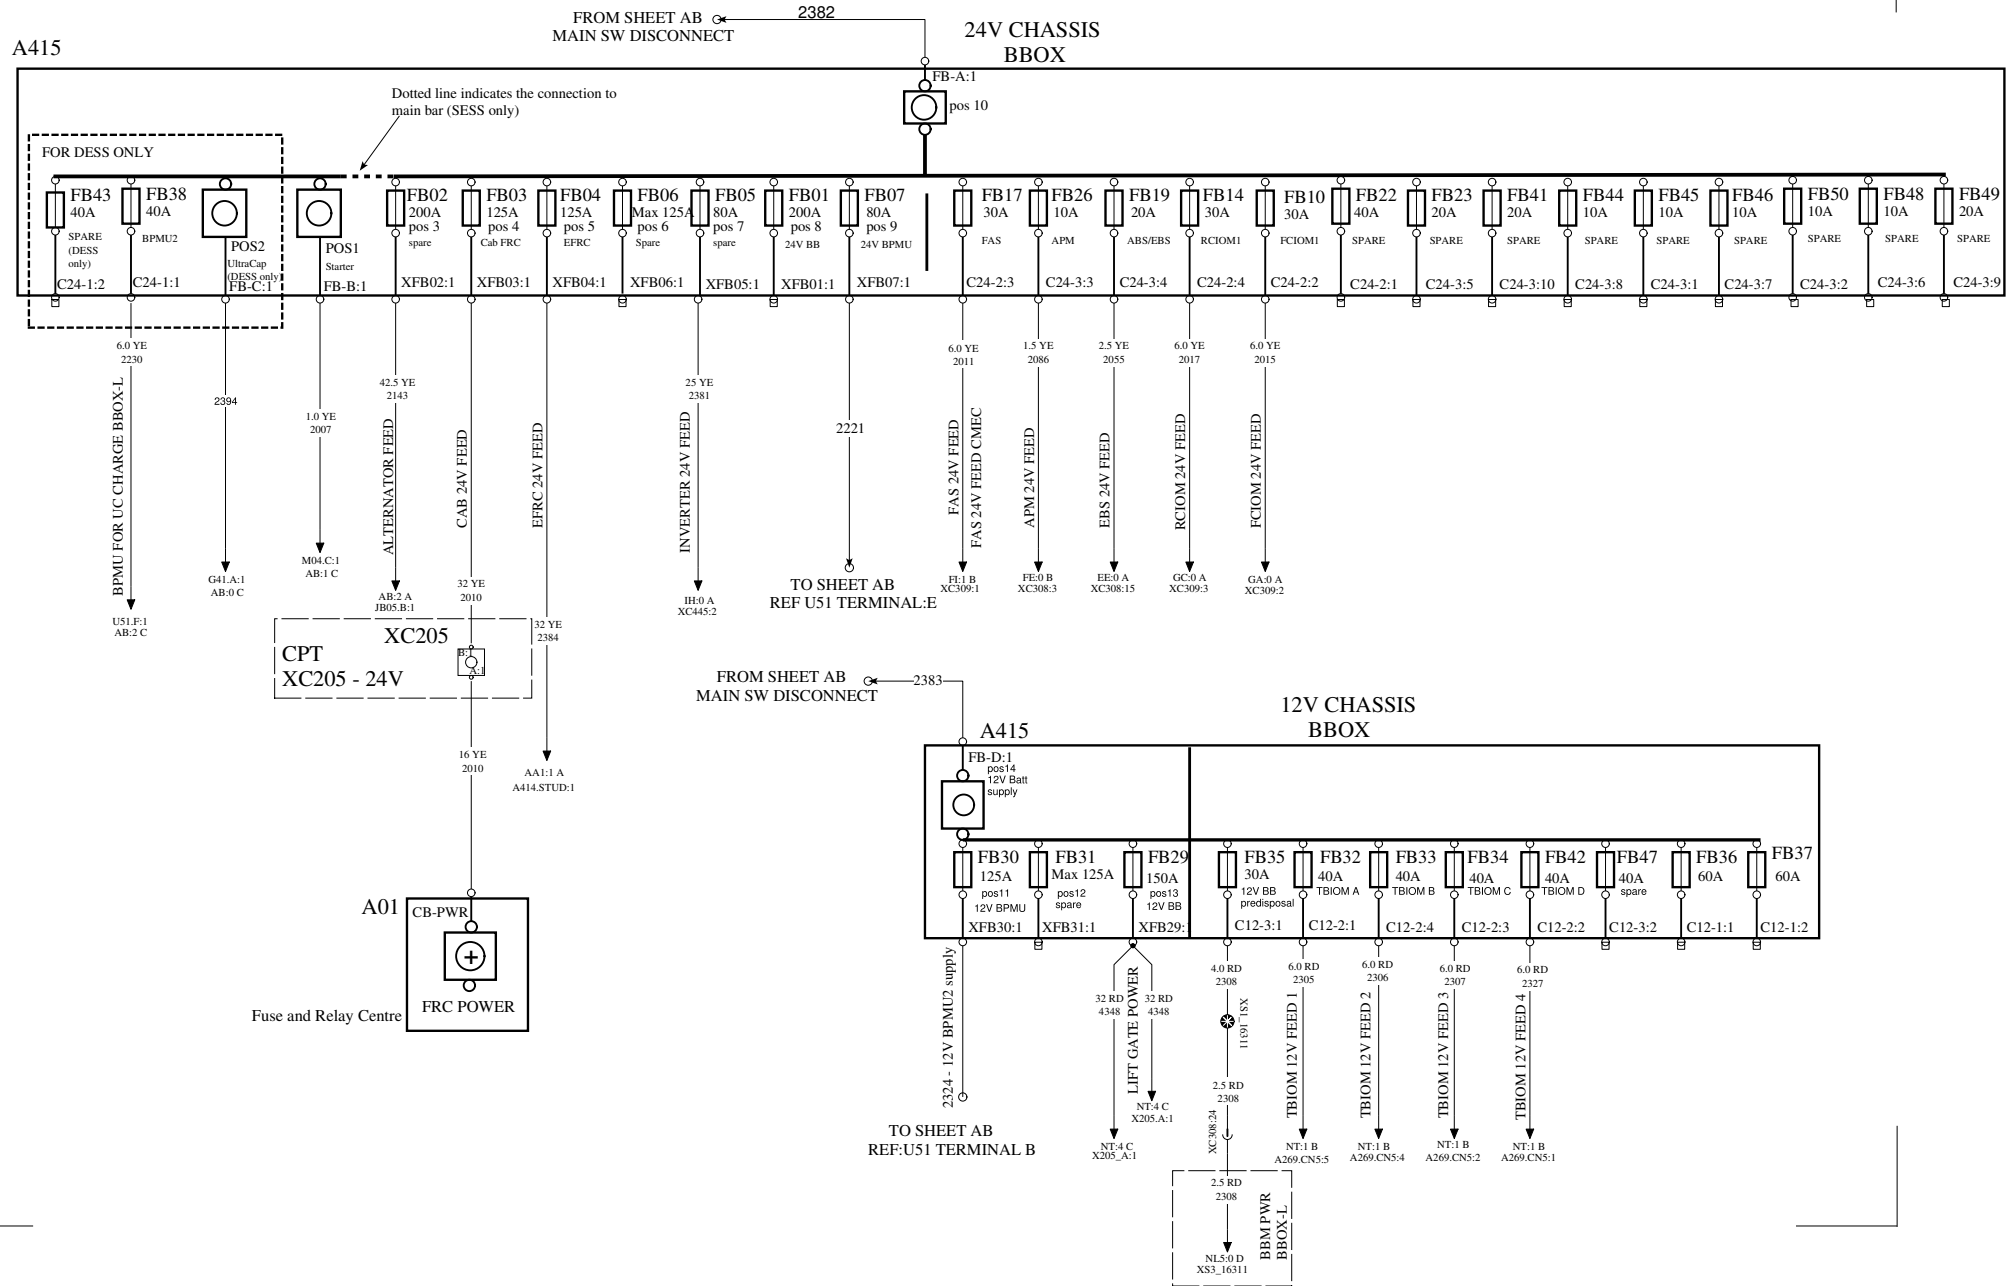 FROM SHEET AB
MAIN SW DISCONNECT
2382
24V CHASSIS
BBOX
A415
FB-A:1
pos 10
Dotted line indicates the connection to
main bar (SESS only)
FOR DESS ONLY
FB43
40A
SPARE
(DESS
only)
C24-1:2
FB38
40A
BPMU2
C24-1:1
POS2
UltraCap
(DESS only)
FB-C:1
POS1
Starter
FB-B:1
FB02
200A
pos 3
spare
XFB02:1
FB03
125A
pos 4
Cab FRC
XFB03:1
FB04
125A
pos 5
EFRC
XFB04:1
FB06
Max 125A
pos 6
Spare
XFB06:1
FB05
80A
pos 7
spare
XFB05:1
FB01
200A
pos 8
24V BB
XFB01:1
FB07
80A
pos 9
24V BPMU
XFB07:1
FB17
30A
FAS
C24-2:3
FB26
10A
APM
C24-3:3
FB19
20A
ABS/EBS
C24-3:4
FB14
30A
RCIOM1
C24-2:4
FB10
30A
FCIOM1
C24-2:2
FB22
40A
SPARE
C24-2:1
FB23
20A
SPARE
C24-3:5
FB41
20A
SPARE
C24-3:10
FB44
10A
SPARE
C24-3:8
FB45
10A
SPARE
C24-3:1
FB46
10A
SPARE
C24-3:7
FB50
10A
SPARE
C24-3:2
FB48
10A
SPARE
C24-3:6
FB49
20A
SPARE
C24-3:9
6.0 YE
2230
BPMU FOR UC CHARGE BBOX-L
U51.F:1
AB:2 C
2394
G41.A:1
AB:0 C
1.0 YE
2007
M04.C:1
AB:1 C
42.5 YE
2143
ALTERNATOR FEED
AB:2 A
JB05.B:1
CAB 24V FEED
32 YE
2010
EFRC 24V FEED
32 YE
2384
AA1:1 A
A414.STUD:1
25 YE
2381
INVERTER 24V FEED
IH:0 A
XC445:2
2221
TO SHEET AB
REF U51 TERMINAL:E
6.0 YE
2011
FAS 24V FEED
FAS 24V FEED CMEC
FI:1 B
XC309:1
1.5 YE
2086
APM 24V FEED
FE:0 B
XC308:3
2.5 YE
2055
EBS 24V FEED
EE:0 A
XC308:15
6.0 YE
2017
RCIOM 24V FEED
GC:0 A
XC309:3
6.0 YE
2015
FCIOM 24V FEED
GA:0 A
XC309:2
XC205
CPT
XC205 - 24V
B:1
A:1
16 YE
2010
A01
CB-PWR
FRC POWER
Fuse and Relay Centre
FROM SHEET AB
MAIN SW DISCONNECT
2383
12V CHASSIS
BBOX
A415
FB-D:1
pos14
12V Batt
supply
FB30
125A
pos11
12V BPMU
XFB30:1
FB31
Max 125A
pos12
spare
XFB31:1
FB29
150A
pos13
12V BB
XFB29:1
FB35
30A
12V BB
predisposal
C12-3:1
FB32
40A
TBIOM A
C12-2:1
FB33
40A
TBIOM B
C12-2:4
FB34
40A
TBIOM C
C12-2:3
FB42
40A
TBIOM D
C12-2:2
FB47
40A
spare
C12-3:2
FB36
60A
C12-1:1
FB37
60A
C12-1:2
2324 - 12V BPMU2 supply
TO SHEET AB
REF:U51 TERMINAL B
32 RD
4348
LIFT GATE POWER
32 RD
4348
NT:4 C
X205_A:1
NT:4 C
X205.A:1
4.0 RD
2308
XS1_16311
2.5 RD
2308
XC308:24
2.5 RD
2308
BBM PWR
BBOX-L
NL5:0 D
XS3_16311
6.0 RD
2305
TBIOM 12V FEED 1
NT:1 B
A269.CN5:5
6.0 RD
2306
TBIOM 12V FEED 2
NT:1 B
A269.CN5:4
6.0 RD
2307
TBIOM 12V FEED 3
NT:1 B
A269.CN5:2
6.0 RD
2327
TBIOM 12V FEED 4
NT:1 B
A269.CN5:1